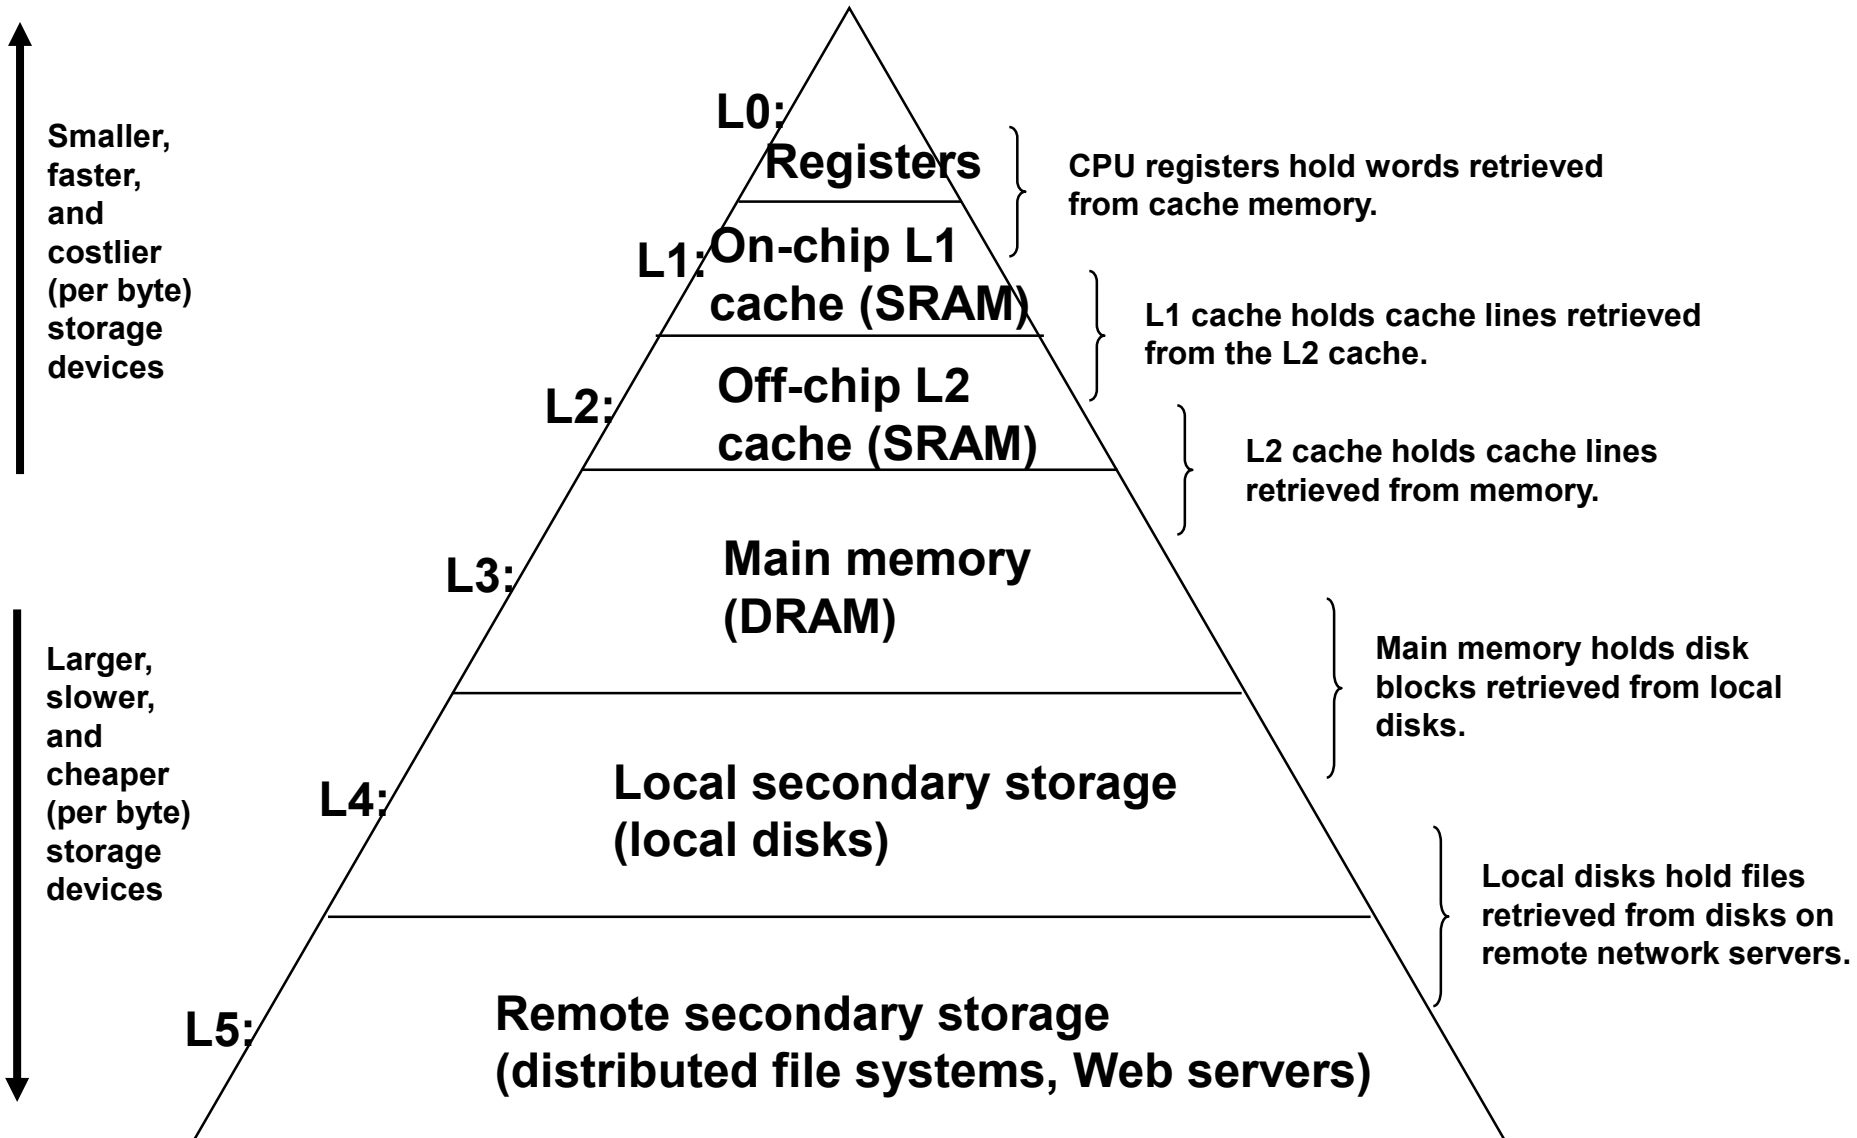 L0:
Registers
CPU registers hold words retrieved
from cache memory.
Smaller,
faster,
and
costlier
(per byte)
storage
devices
L1:
On-chip L1
cache (SRAM)
L1 cache holds cache lines retrieved
from the L2 cache.
L2:
Off-chip L2
cache (SRAM)
L2 cache holds cache lines
retrieved from memory.
L3:
Main memory
(DRAM)
Main memory holds disk
blocks retrieved from local
disks.
Larger,
slower,
and
cheaper
(per byte)
storage
devices
L4:
Local secondary storage
(local disks)
Local disks hold files
retrieved from disks on
remote network servers.
L5:
Remote secondary storage
(distributed file systems, Web servers)